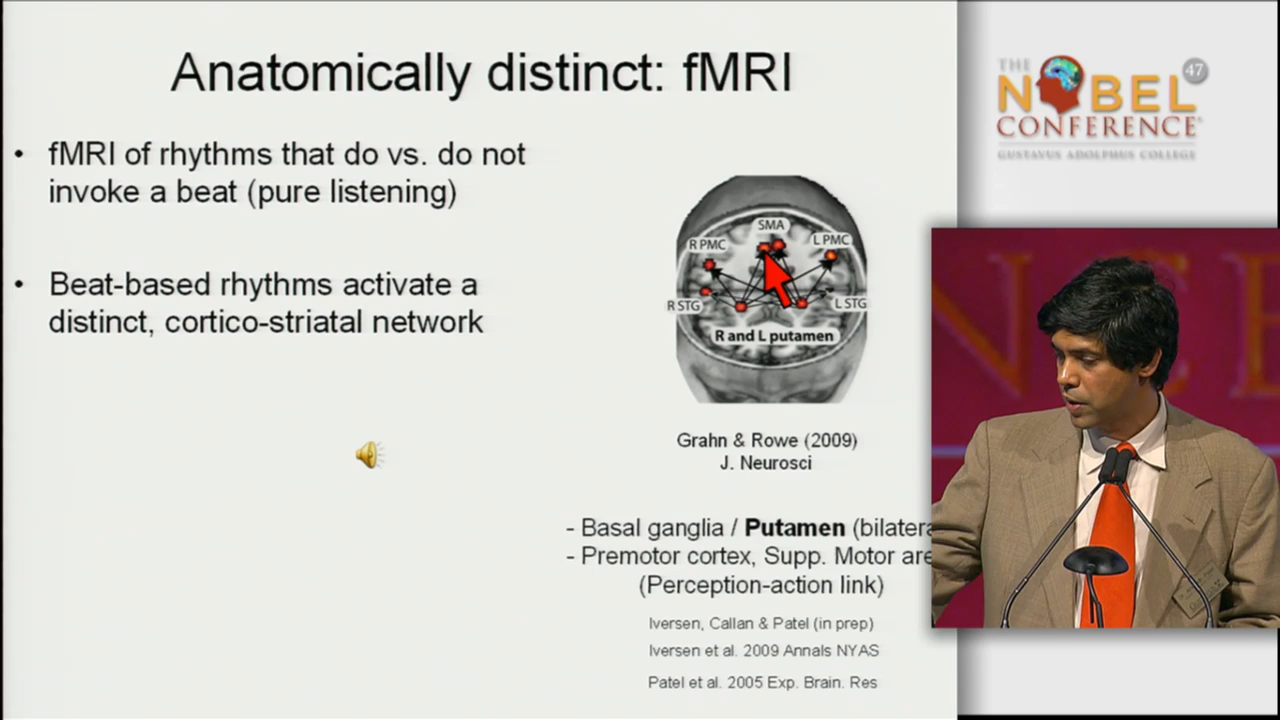 Anatomically distinct: fMRI
• fMRI of rhythms that do vs. do not
invoke a beat (pure listening)
• Beat-based rhythms activate a
distinct, cortico-striatal network
SMA
R PMC
L PMC
R STG
L STG
R and L putamen
Grahn & Rowe (2009)
J. Neurosci
- Basal ganglia / Putamen (bilatera
- Premotor cortex, Supp. Motor are
(Perception-action link)
Iversen, Callan & Patel (in prep)
Iversen et al. 2009 Annals NYAS
Patel et al. 2005 Exp. Brain. Res
THE
NOBEL 47
CONFERENCE
GUSTAVUS ADOLPHUS COLLEGE